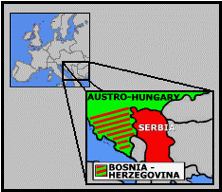 AUSTRO-HUNGARY
SERBIA
BOSNIA -
HERZEGOVINA